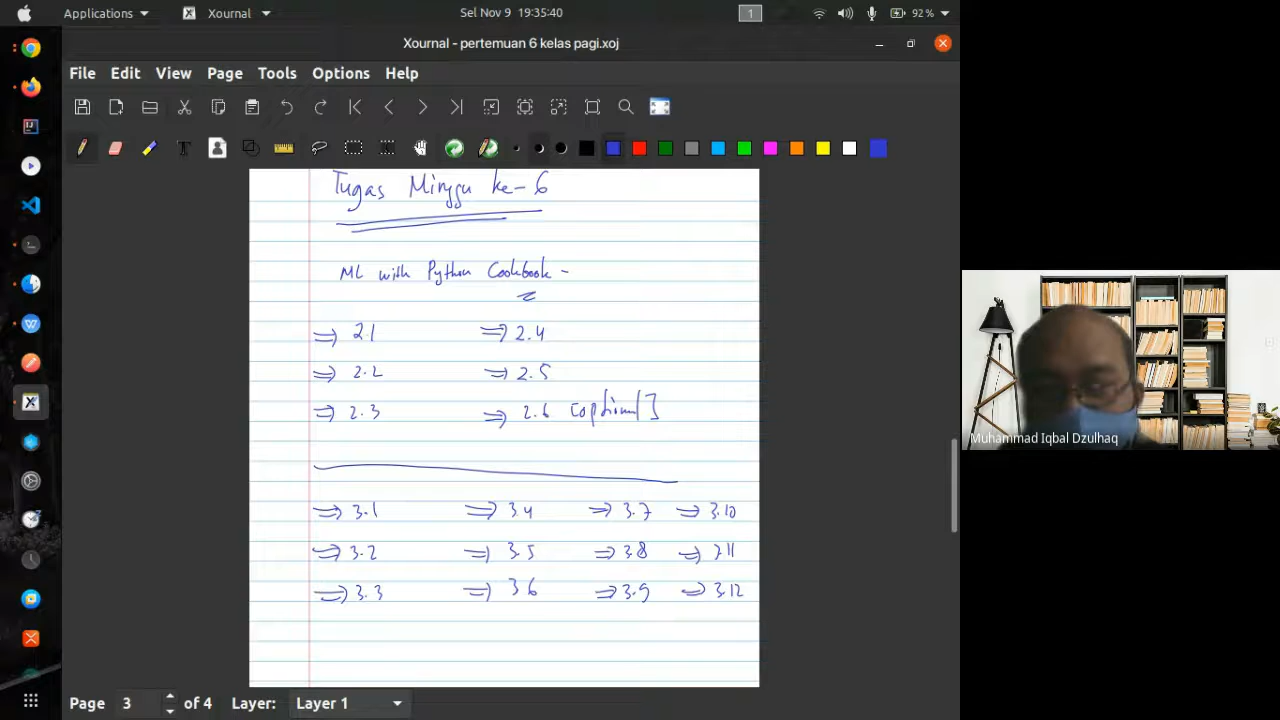 Applications Xournal Sel Nov 9 19:35:40 1 92 %
Xournal - pertemuan 6 kelas pagi.xoj
File Edit View Page Tools Options Help
Tugas Minggu ke-6
ML with Python Cookbook -
⇒ 2.1 ⇒ 2.4
⇒ 2.2 ⇒ 2.5
⇒ 2.3 ⇒ 2.6
⇒ 3.1 ⇒ 3.4 ⇒ 3.7 ⇒ 3.10
⇒ 3.2 ⇒ 3.5 ⇒ 3.8 ⇒ 3.11
⇒ 3.3 ⇒ 3.6 ⇒ 3.9 ⇒ 3.12
Muhammad Iqbal Dzulhaq
Page 3 of 4 Layer: Layer 1